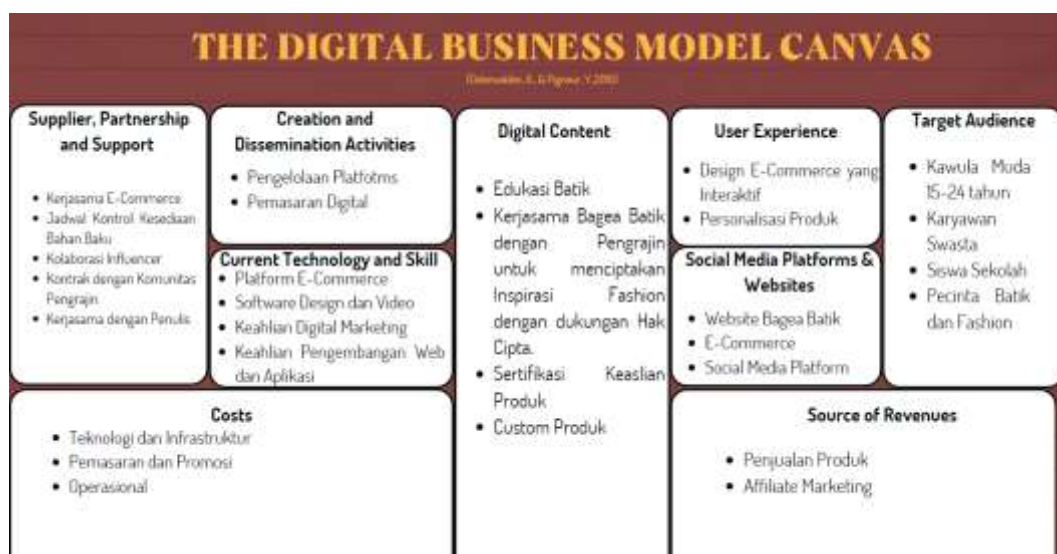 THE DIGITAL BUSINESS MODEL CANVAS
(Osterwalder, A., & Pigneur, Y. 2010)
Supplier, Partnership
and Support
• Kerjasama E-Commerce
• Jadwal Kontrol Kesediaan
Bahan Baku
• Kolaborasi Influencer
• Kontrak dengan Komunitas
Pengrajin
• Kerjasama dengan Penulis
Creation and
Dissemination Activities
• Pengelolaan Platfotms
• Pemasaran Digital
Current Technology and Skill
• Platform E-Commerce
• Software Design dan Video
• Keahlian Digital Marketing
• Keahlian Pengembangan Web
dan Aplikasi
Digital Content
• Edukasi Batik
• Kerjasama Bagea Batik
dengan Pengrajin
untuk menciptakan
Inspirasi Fashion
dengan dukungan Hak
Cipta.
• Sertifikasi Keaslian
Produk
• Custom Produk
User Experience
• Design E-Commerce yang
Interaktif
• Personalisasi Produk
Social Media Platforms &
Websites
• Website Bagea Batik
• E-Commerce
• Social Media Platform
Target Audience
• Kawula Muda
15-24 tahun
• Karyawan
Swasta
• Siswa Sekolah
• Pecinta Batik
dan Fashion
Costs
• Teknologi dan Infrastruktur
• Pemasaran dan Promosi
• Operasional
Source of Revenues
• Penjualan Produk
• Affiliate Marketing